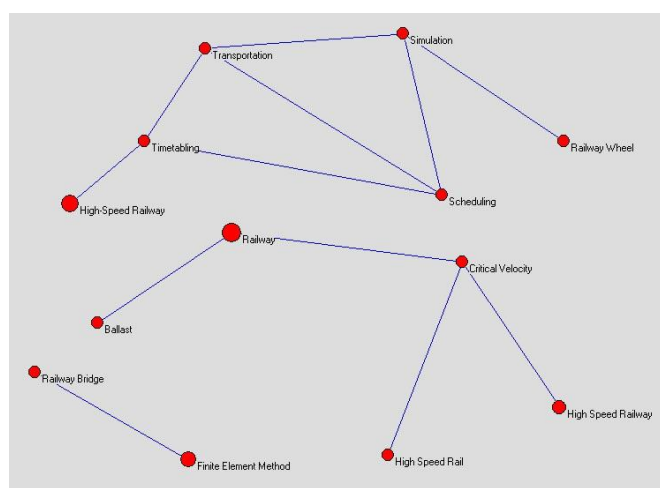 Simulation
Transportation
Timetabling
Railway Wheel
Scheduling
High-Speed Railway
Railway
Critical Velocity
Ballast
Railway Bridge
High Speed Railway
Finite Element Method
High Speed Rail